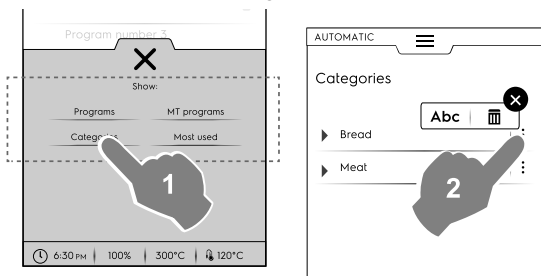 Program number 3
Show:
Programs MT programs
Categories Most used
1
6:30 PM 100% 300°C 120°C
AUTOMATIC
Categories
Abc
Bread
Meat
2